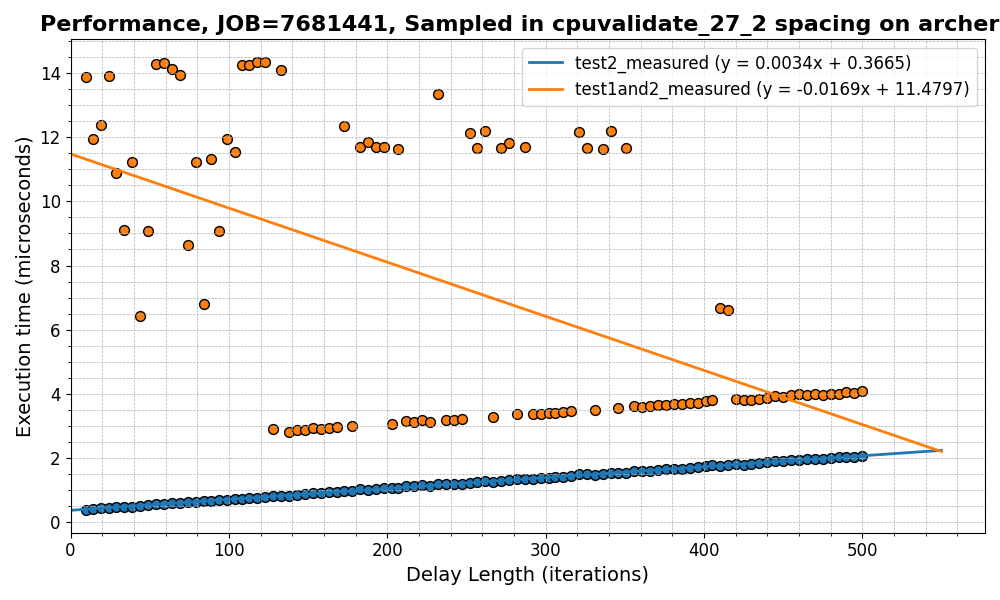 Performance, JOB=7681441, Sampled in cpuvalidate_27_2 spacing on archer
test2_measured (y = 0.0034x + 0.3665)
test1and2_measured (y = -0.0169x + 11.4797)
Execution time (microseconds)
14
12
10
8
6
4
2
0
0 100 200 300 400 500
Delay Length (iterations)